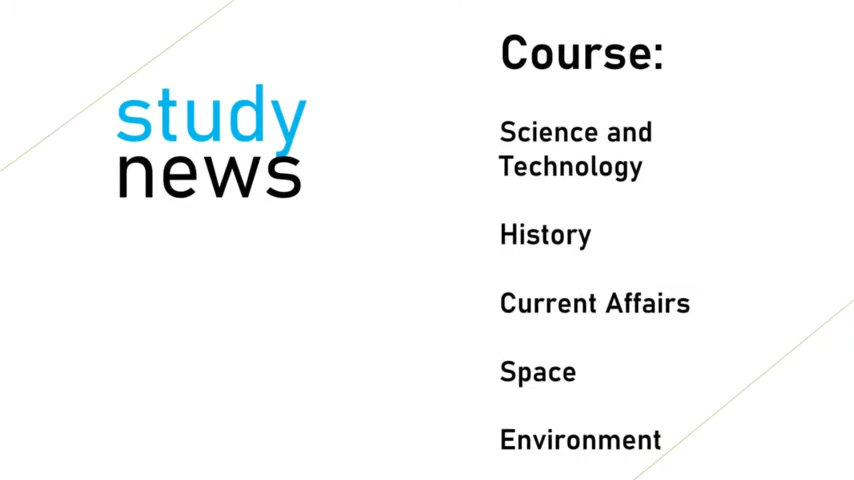 study
news
Course:
Science and
Technology
History
Current Affairs
Space
Environment